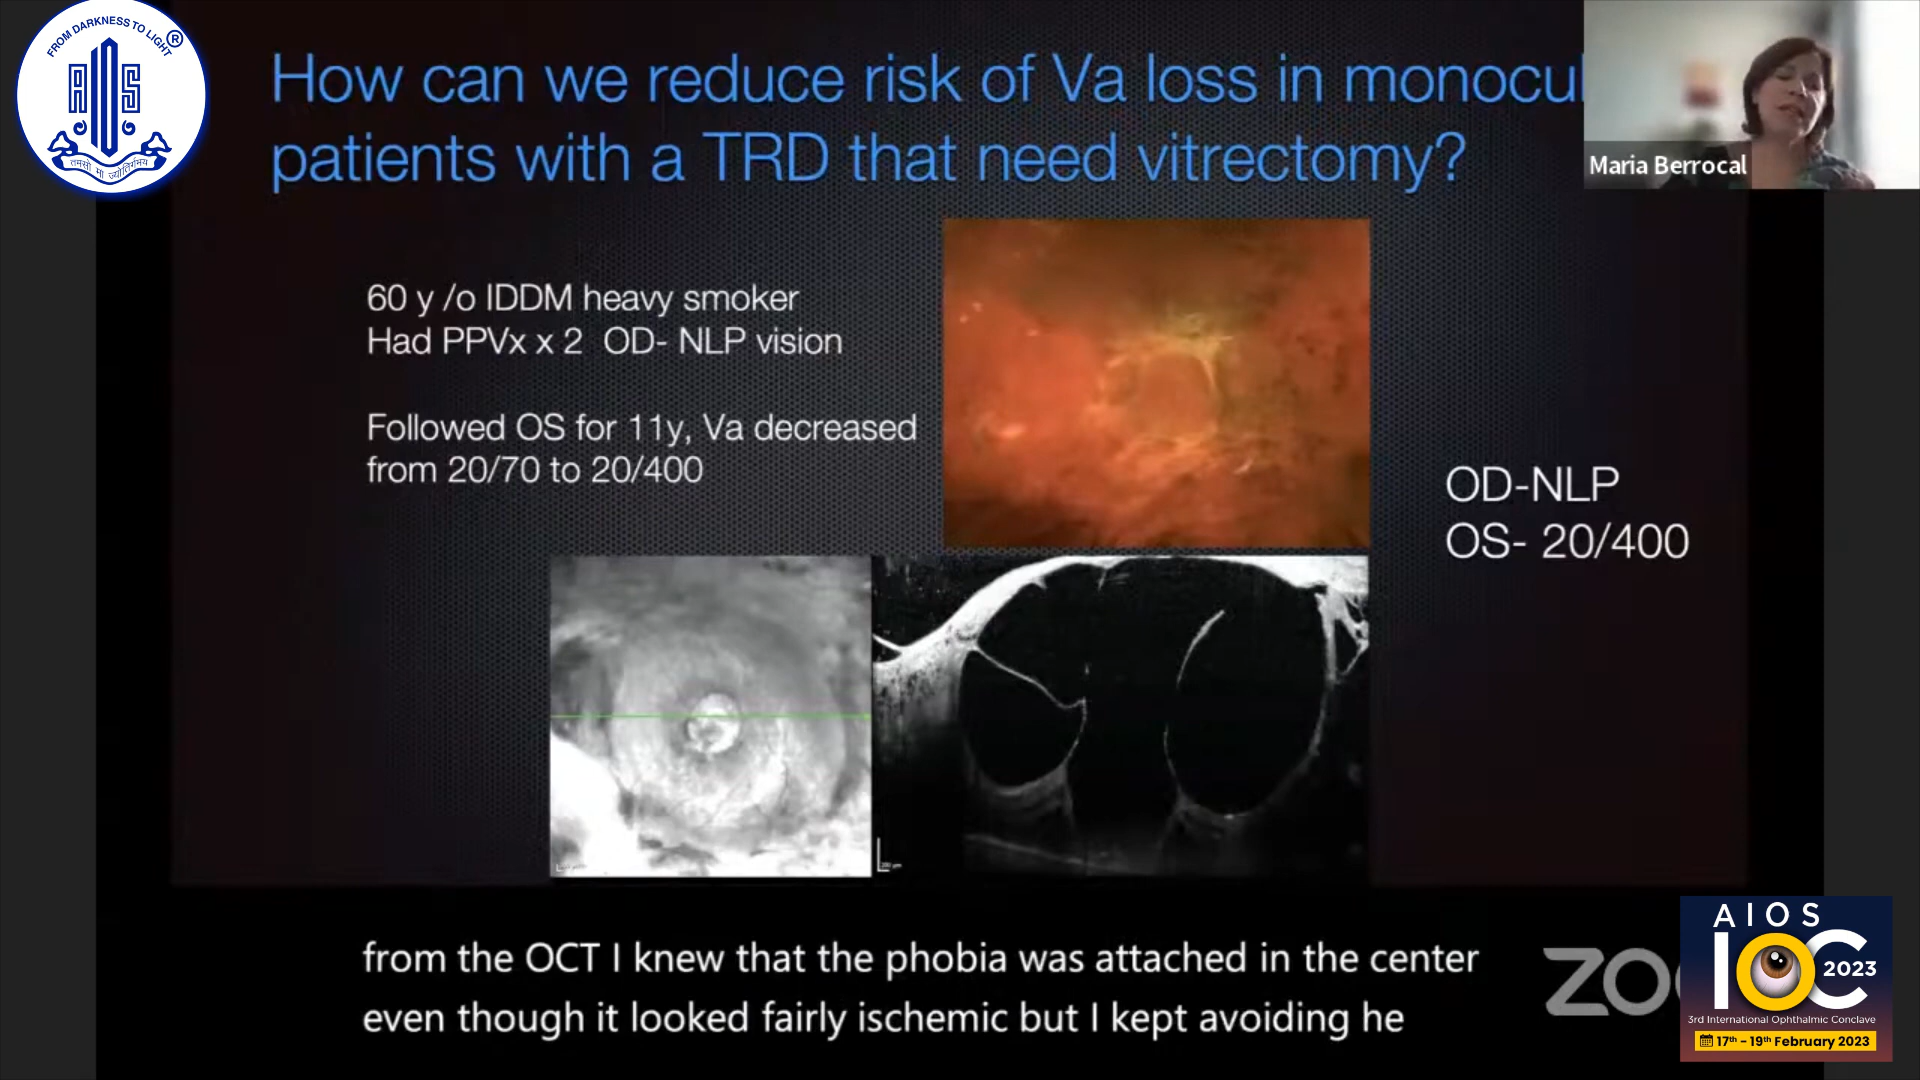 FROM DARKNESS TO LIGHT
®
AIOS
तमसो मा ज्योतिर्गमय
How can we reduce risk of Va loss in monocul
patients with a TRD that need vitrectomy?
Maria Berrocal
60 y /o IDDM heavy smoker
Had PPVx x 2 OD- NLP vision
Followed OS for 11y, Va decreased
from 20/70 to 20/400
OD-NLP
OS- 20/400
from the OCT I knew that the phobia was attached in the center
even though it looked fairly ischemic but I kept avoiding he
ZO
AIOS
IOC
2023
3rd International Ophthalmic Conclave
17th - 19th February 2023